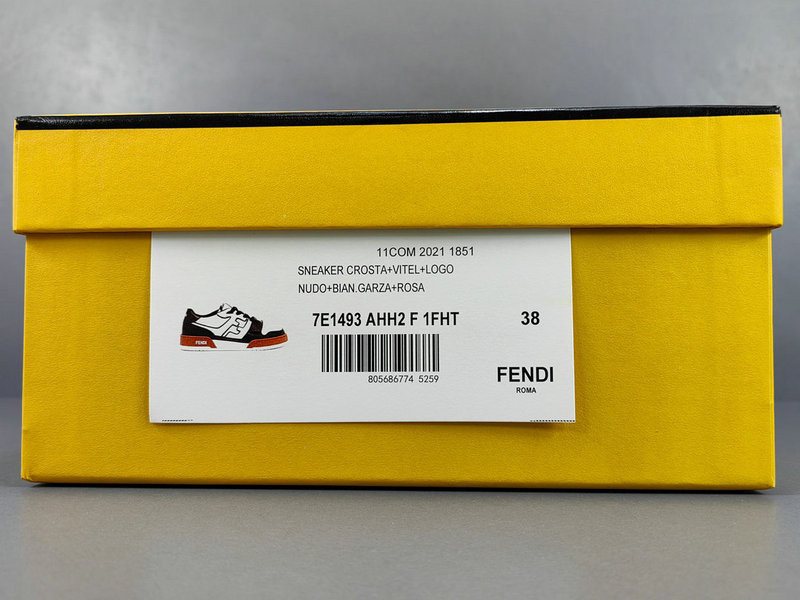 11COM 2021 1851
SNEAKER CROSTA+VITEL+LOGO
NUDO+BIAN.GARZA+ROSA
7E1493 AHH2 F 1FHT
38
FENDI
805686774 5259
FENDI
ROMA